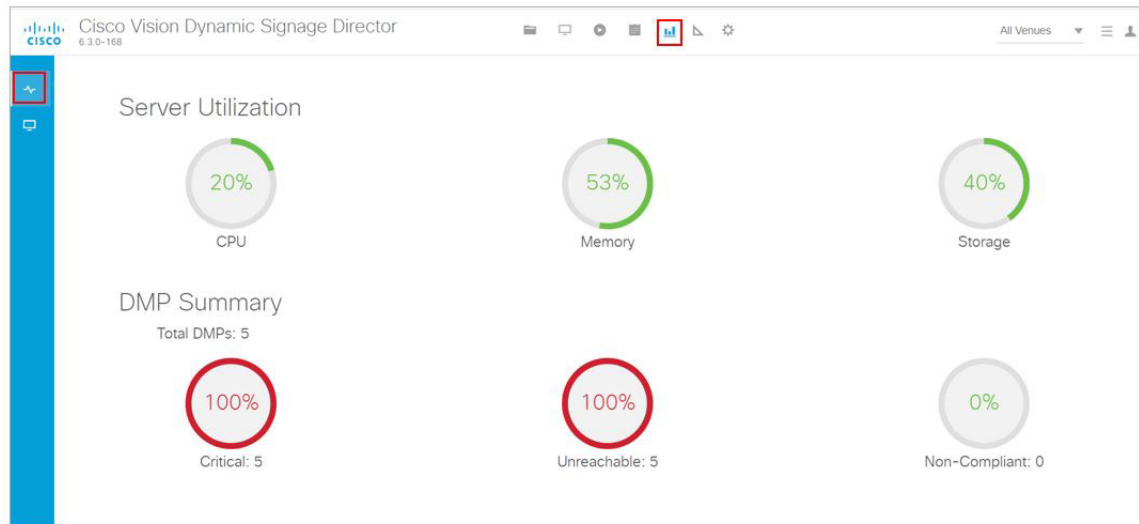 CISCO
Cisco Vision Dynamic Signage Director
6.3.0-168
All Venues
Server Utilization
20%
53%
40%
CPU
Memory
Storage
DMP Summary
Total DMPs: 5
100%
100%
0%
Critical: 5
Unreachable: 5
Non-Compliant: 0